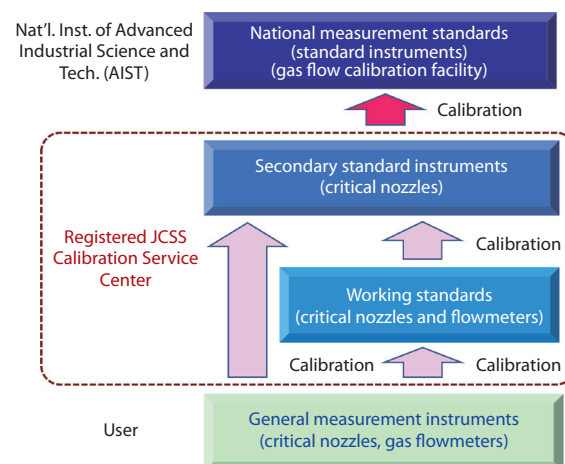 Nat'l. Inst. of Advanced
Industrial Science and
Tech. (AIST)
National measurement standards
(standard instruments)
(gas flow calibration facility)
Calibration
Secondary standard instruments
(critical nozzles)
Registered JCSS
Calibration Service
Center
Calibration
Working standards
(critical nozzles and flowmeters)
Calibration
Calibration
User
General measurement instruments
(critical nozzles, gas flowmeters)